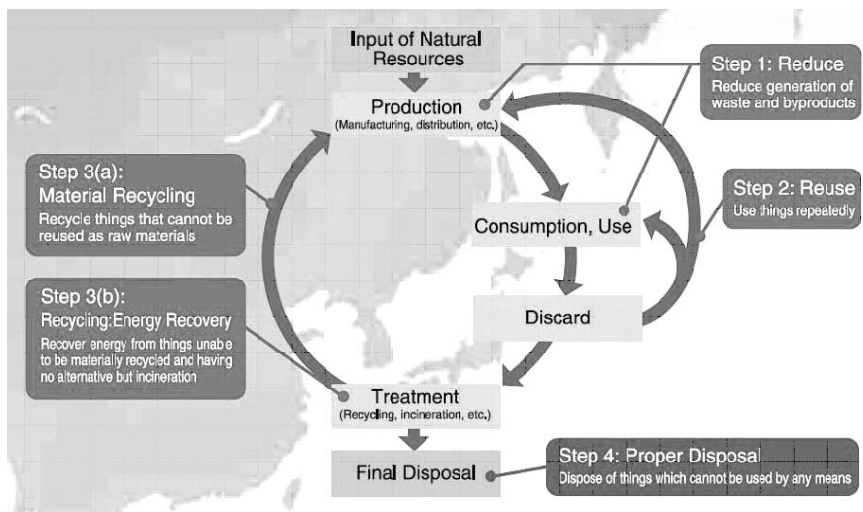 Input of Natural
Resources
Production
(Manufacturing, distribution, etc.)
Step 1: Reduce
Reduce generation of
waste and byproducts
Step 3(a):
Material Recycling
Recycle things that cannot be
reused as raw materials
Step 2: Reuse
Use things repeatedly
Consumption, Use
Step 3(b):
Recycling:Energy Recovery
Recover energy from things unable
to be materially recycled and having
no alternative but incineration
Discard
Treatment
(Recycling, incineration, etc.)
Final Disposal
Step 4: Proper Disposal
Dispose of things which cannot be used by any means